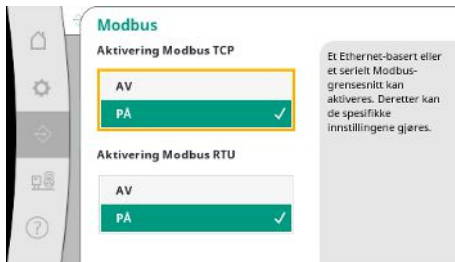 Modbus
Aktivering Modbus TCP
AV
PÅ
Aktivering Modbus RTU
AV
PÅ
Et Ethernet-basert eller
et serielt Modbus-
grensesnitt kan
aktiveres. Deretter kan
de spesifikke
innstillingene gjøres.
?